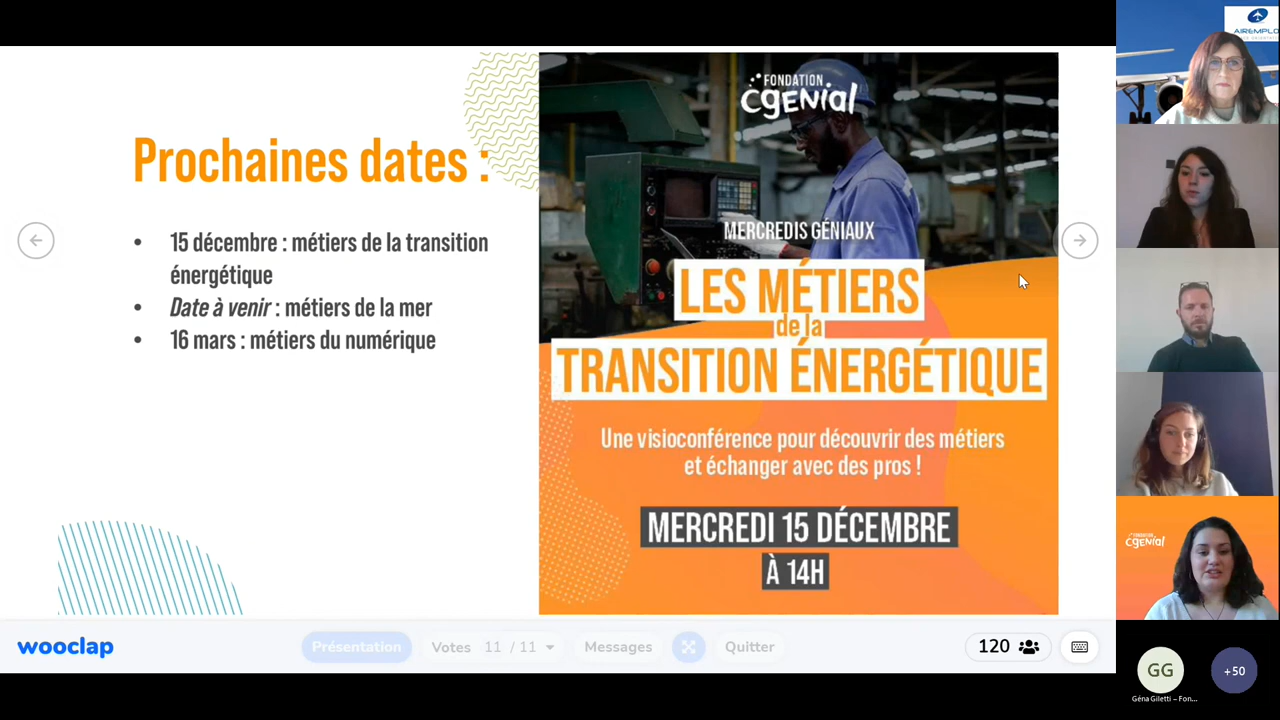 Prochaines dates :
• 15 décembre : métiers de la transition
énergétique
• Date à venir : métiers de la mer
• 16 mars : métiers du numérique
FONDATION
CGENIAL
MERCREDIS GÉNIAUX
LES MÉTIERS
de la
TRANSITION ÉNERGÉTIQUE
Une visioconférence pour découvrir des métiers
et échanger avec des pros !
MERCREDI 15 DÉCEMBRE
À 14H
wooclap
Présentation
Votes 11 / 11
Messages
Quitter
120
AIREMPLO
FONDATION
CGENIAL
GG
+50
Géna Giletti – Fon...